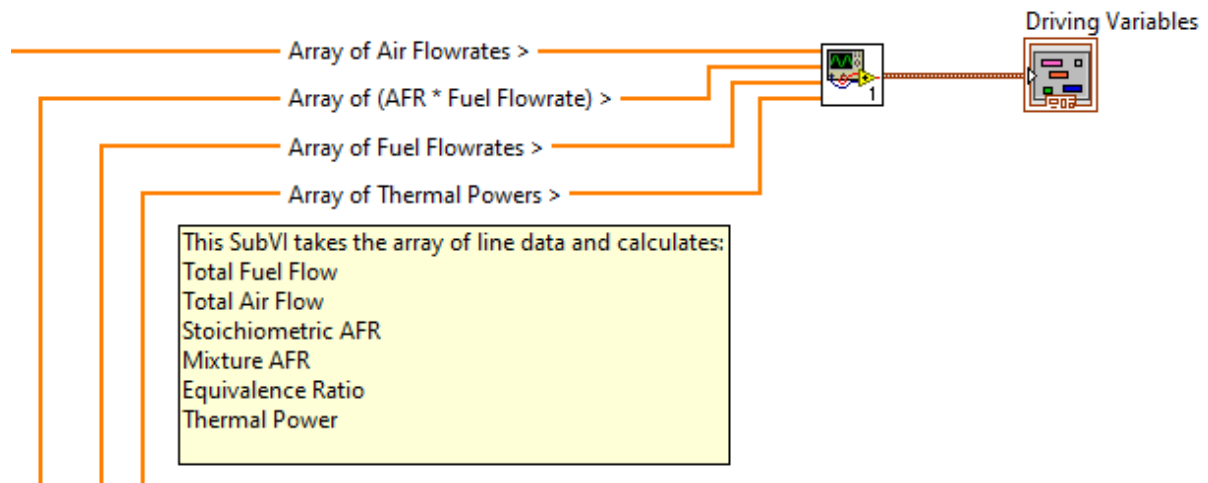 Driving Variables
Array of Air Flowrates >
Array of (AFR * Fuel Flowrate) >
1
Array of Fuel Flowrates >
Array of Thermal Powers >
This SubVI takes the array of line data and calculates:
Total Fuel Flow
Total Air Flow
Stoichiometric AFR
Mixture AFR
Equivalence Ratio
Thermal Power